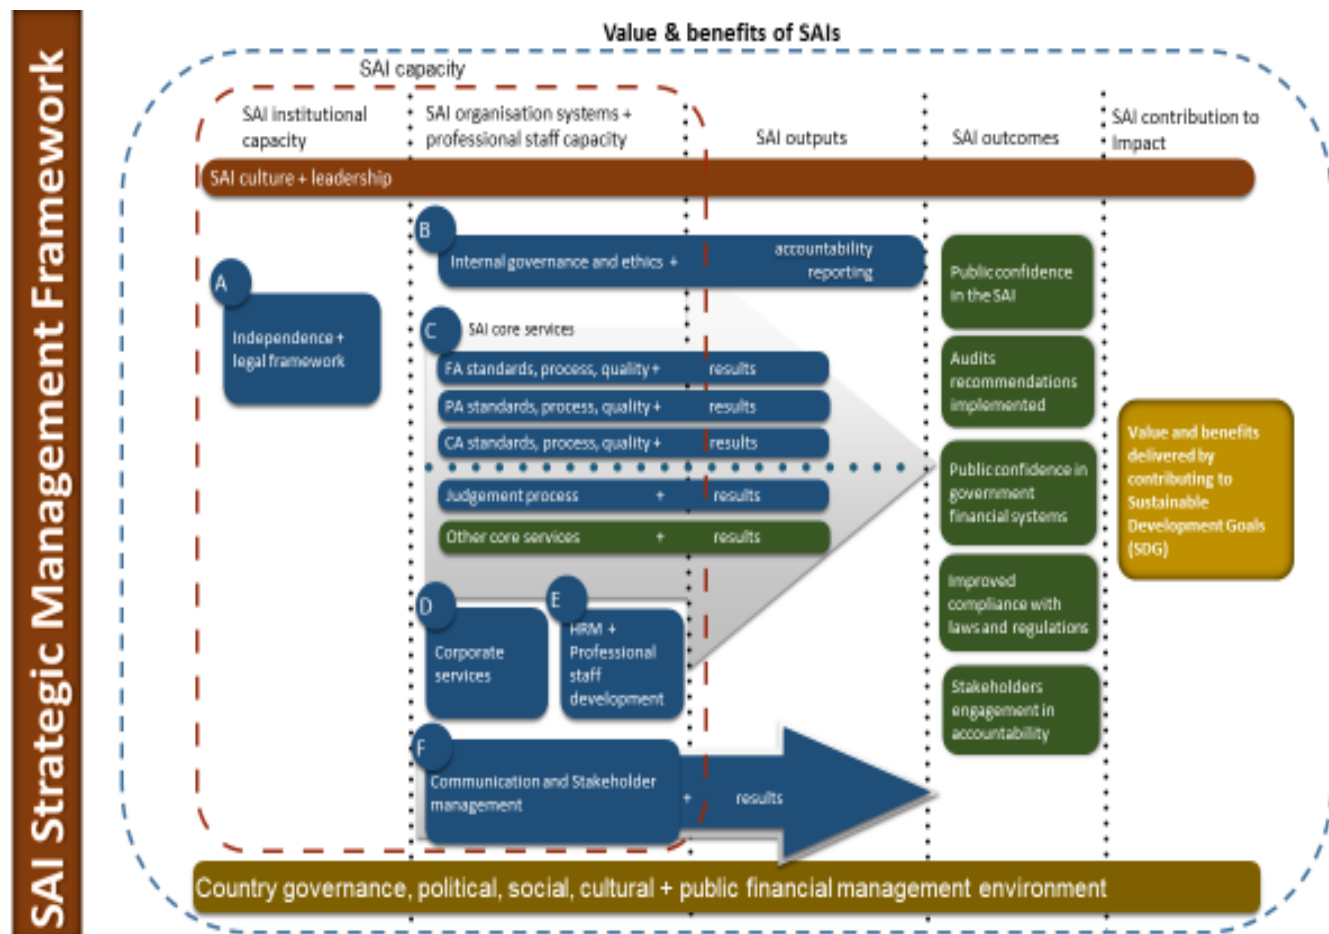 SAI Strategic Management Framework
Value & benefits of SAIs
SAI capacity
SAI institutional
capacity
SAI organisation systems +
professional staff capacity
SAI outputs
SAI outcomes
SAI contribution to
Impact
SAI culture + leadership
A
Independence +
legal framework
B
Internal governance and ethics +
accountability
reporting
C
SAI core services
FA standards, process, quality + results
PA standards, process, quality + results
CA standards, process, quality + results
Judgement process + results
Other core services + results
D
Corporate
services
E
HRM +
Professional
staff
development
F
Communication and Stakeholder
management
+ results
Public confidence
in the SAI
Audits
recommendations
implemented
Public confidence in
government
financial systems
Improved
compliance with
laws and regulations
Stakeholders
engagement in
accountability
Value and benefits
delivered by
contributing to
Sustainable
Development Goals
(SDG)
Country governance, political, social, cultural + public financial management environment